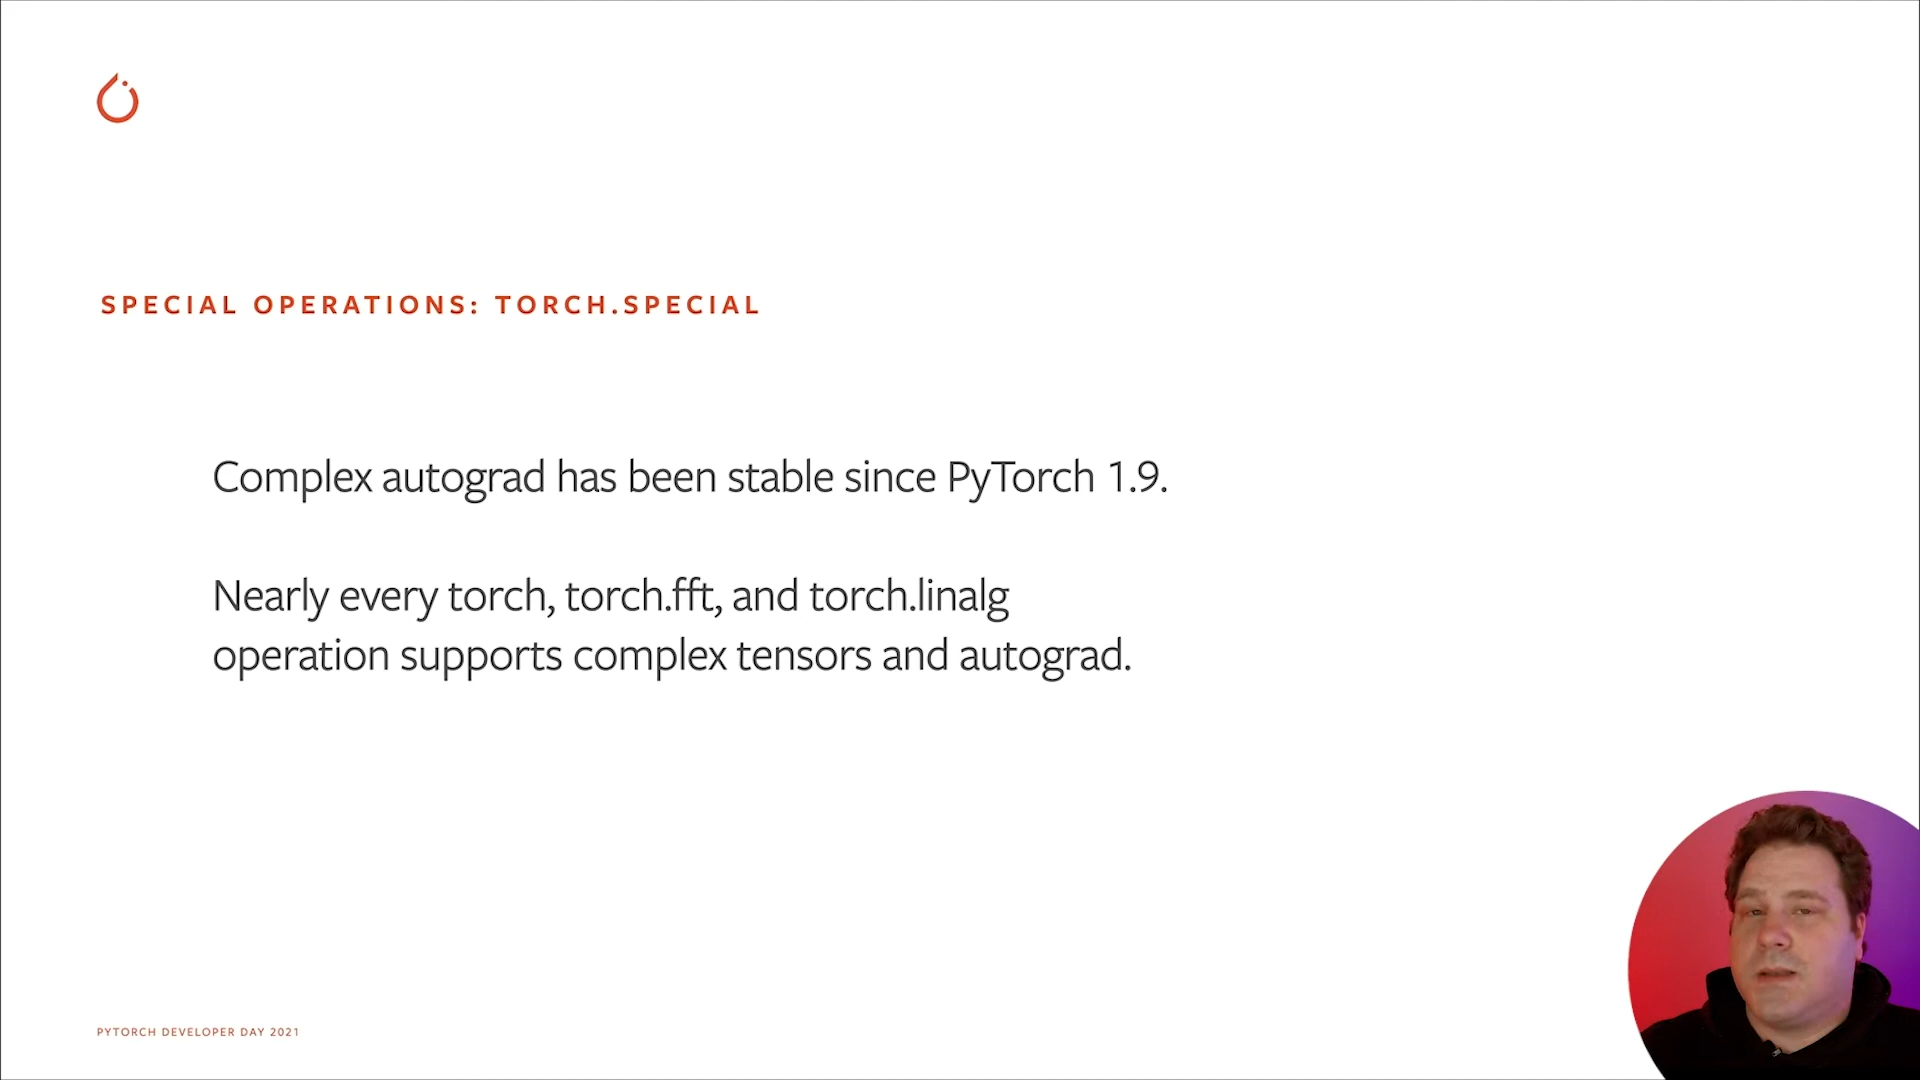 SPECIAL OPERATIONS: TORCH.SPECIAL
Complex autograd has been stable since PyTorch 1.9.
Nearly every torch, torch.fft, and torch.linalg
operation supports complex tensors and autograd.
PYTORCH DEVELOPER DAY 2021